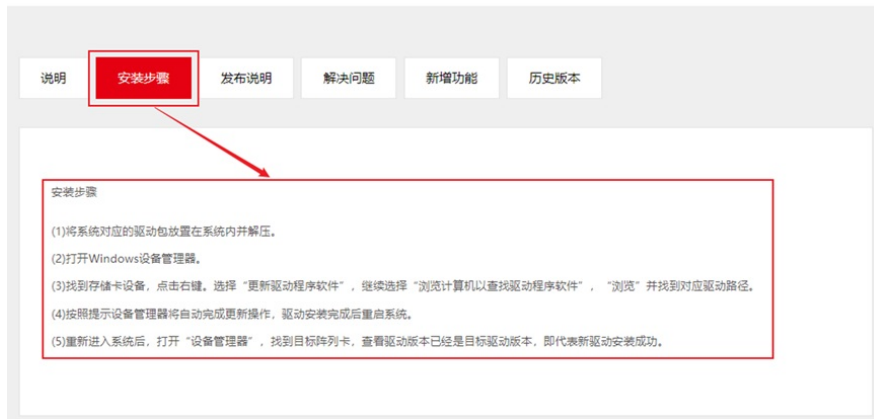 说明 安装步骤 发布说明 解决问题 新增功能 历史版本
安装步骤
(1)将系统对应的驱动包放置在系统内并解压。
(2)打开Windows设备管理器。
(3)找到存储卡设备，点击右键。选择“更新驱动程序软件”，继续选择“浏览计算机以查找驱动程序软件”，“浏览”并找到对应驱动路径。
(4)按照提示设备管理器将自动完成更新操作，驱动安装完成后重启系统。
(5)重新进入系统后，打开“设备管理器”，找到目标阵列卡，查看驱动版本已经是目标驱动版本，即代表新驱动安装成功。